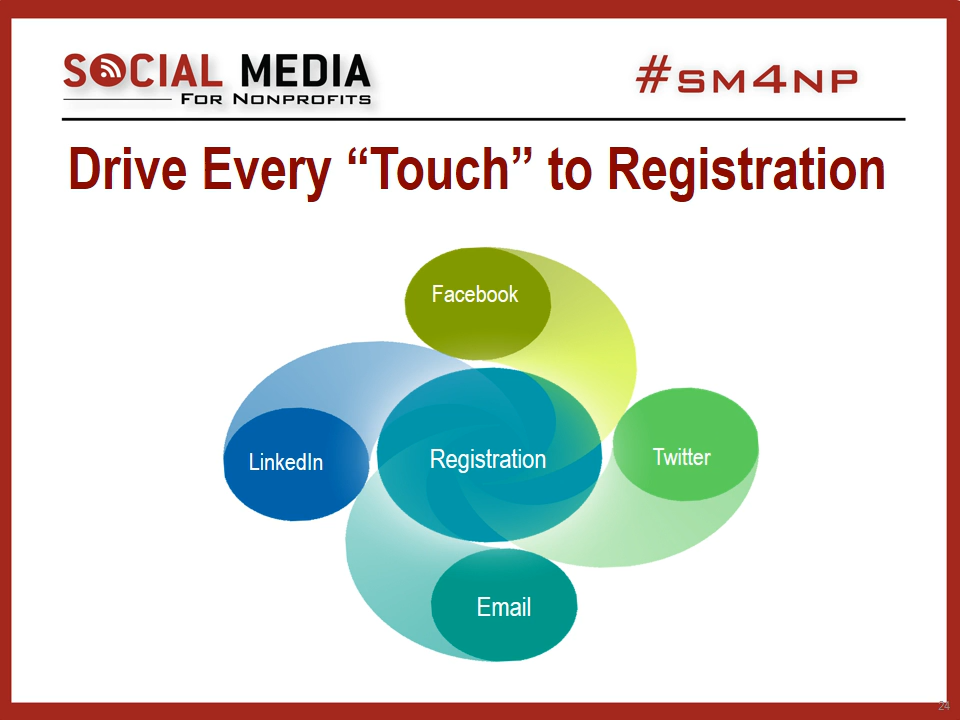 SOCIAL MEDIA
FOR NONPROFITS
#SM4NP
Drive Every “Touch” to Registration
Facebook
LinkedIn
Registration
Twitter
Email
24